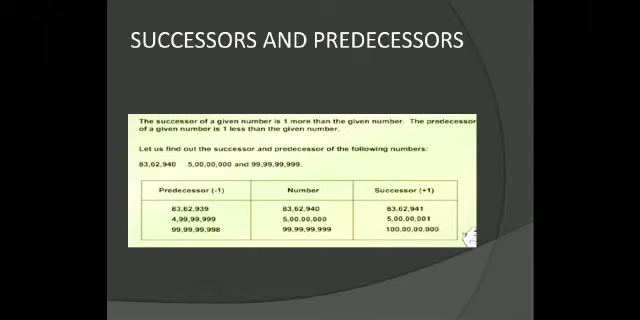 SUCCESSORS AND PREDECESSORS
The successor of a given number is 1 more than the given number. The predecessor
of a given number is 1 less than the given number.
Let us find out the successor and predecessor of the following numbers:
83,62,940 5,00,00,000 and 99,99,99,999.
Predecessor (-1) Number Successor (+1)
83,62,939 83,62,940 83,62,941
4,99,99,999 5,00,00,000 5,00,00,001
99,99,99,998 99,99,99,999 100,00,00,000